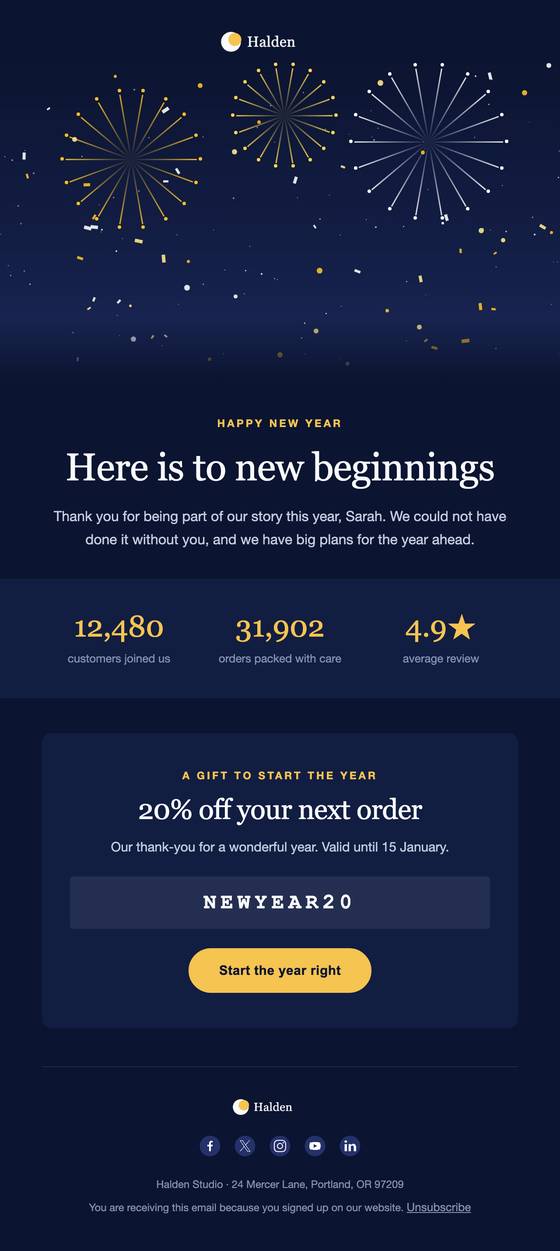 Halden
HAPPY NEW YEAR
Here is to new beginnings
Thank you for being part of our story this year, Sarah. We could not have
done it without you, and we have big plans for the year ahead.
12,480
customers joined us
31,902
orders packed with care
4.9★
average review
A GIFT TO START THE YEAR
20% off your next order
Our thank-you for a wonderful year. Valid until 15 January.
NEWYEAR20
Start the year right
Halden
Halden Studio · 24 Mercer Lane, Portland, OR 97209
You are receiving this email because you signed up on our website. Unsubscribe